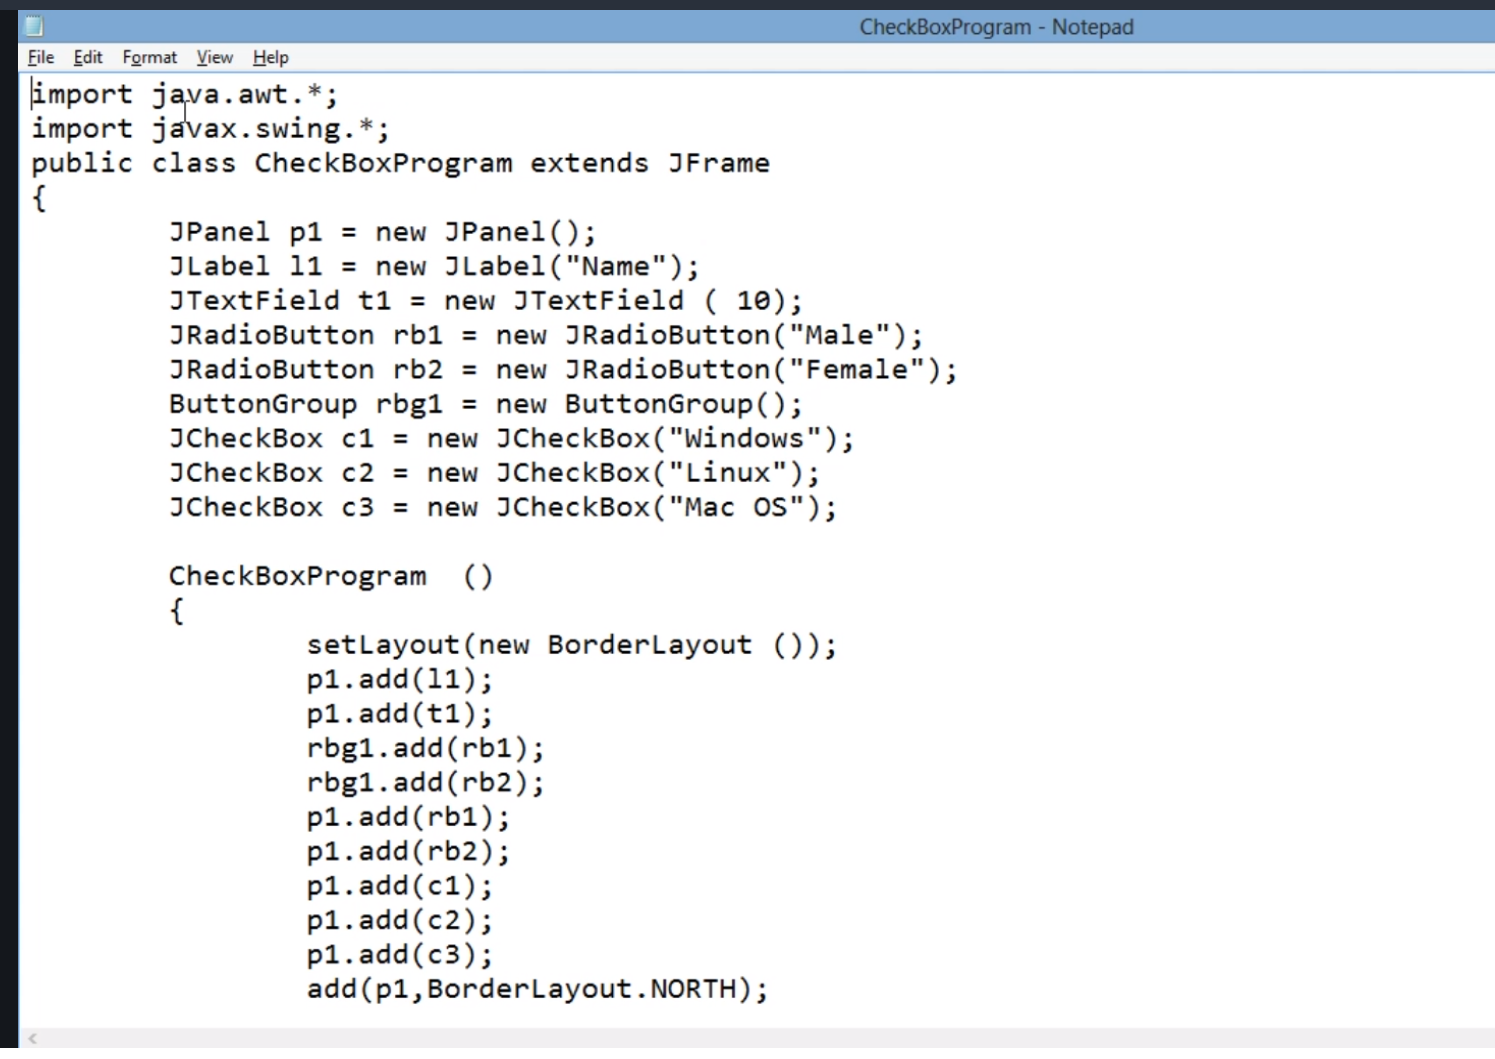 CheckBoxProgram - Notepad
File Edit Format View Help
import java.awt.*;
import javax.swing.*;
public class CheckBoxProgram extends JFrame
{
JPanel p1 = new JPanel();
JLabel l1 = new JLabel("Name");
JTextField t1 = new JTextField ( 10);
JRadioButton rb1 = new JRadioButton("Male");
JRadioButton rb2 = new JRadioButton("Female");
ButtonGroup rbg1 = new ButtonGroup();
JCheckBox c1 = new JCheckBox("Windows");
JCheckBox c2 = new JCheckBox("Linux");
JCheckBox c3 = new JCheckBox("Mac OS");
CheckBoxProgram  ()
{
setLayout(new BorderLayout ());
p1.add(l1);
p1.add(t1);
rbg1.add(rb1);
rbg1.add(rb2);
p1.add(rb1);
p1.add(rb2);
p1.add(c1);
p1.add(c2);
p1.add(c3);
add(p1,BorderLayout.NORTH);